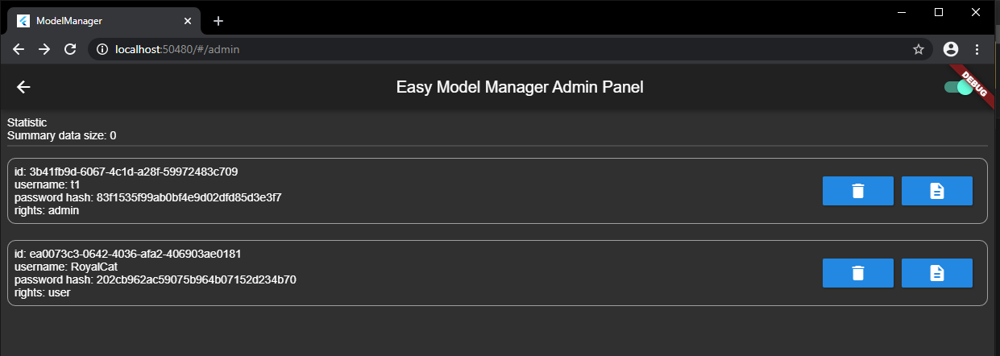 ModelManager
localhost:50480/#/admin
Easy Model Manager Admin Panel
DEBUG
Statistic
Summary data size: 0
id: 3b41fb9d-6067-4c1d-a28f-59972483c709
username: t1
password hash: 83f1535f99ab0bf4e9d02dfd85d3e3f7
rights: admin
id: ea0073c3-0642-4036-afa2-406903ae0181
username: RoyalCat
password hash: 202cb962ac59075b964b07152d234b70
rights: user